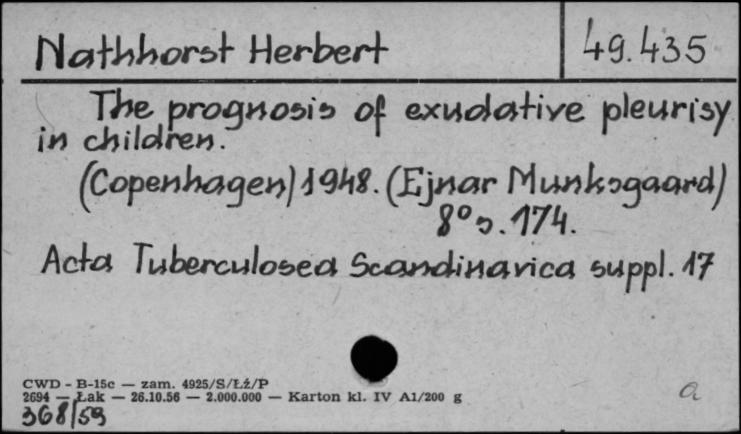 Nathhorst Herbert 49.435
The prognosis of exudative pleurisy
in children.
(Copenhagen) 1948. (Ejnar Munksgaard)
8° s. 174.
Acta Tuberculosea Scandinavica suppl. 17
CWD - B-15c — zam. 4925/S/Łź/P
2694 — Łak — 26.10.56 — 2.000.000 — Karton kl. IV A1/200 g
368/59
a